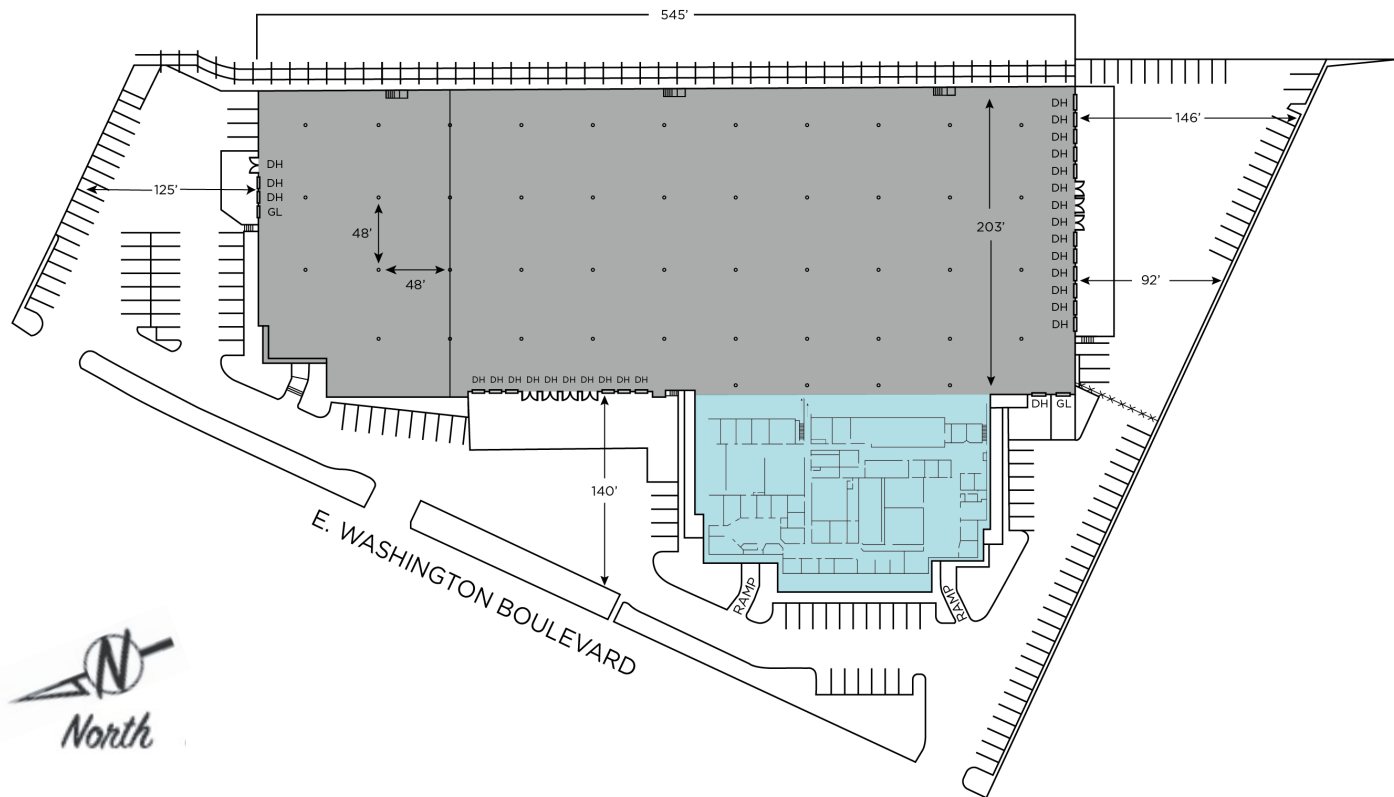 545'
DH
DH
DH
DH
DH
DH
DH
DH
DH
DH
DH
DH
DH
DH
146'
92'
203'
DH
DH
DH
GL
125'
48'
48'
DH DH DH DH DH DH DH DH DH DH
DH GL
140'
RAMP
RAMP
E. WASHINGTON BOULEVARD
N
North